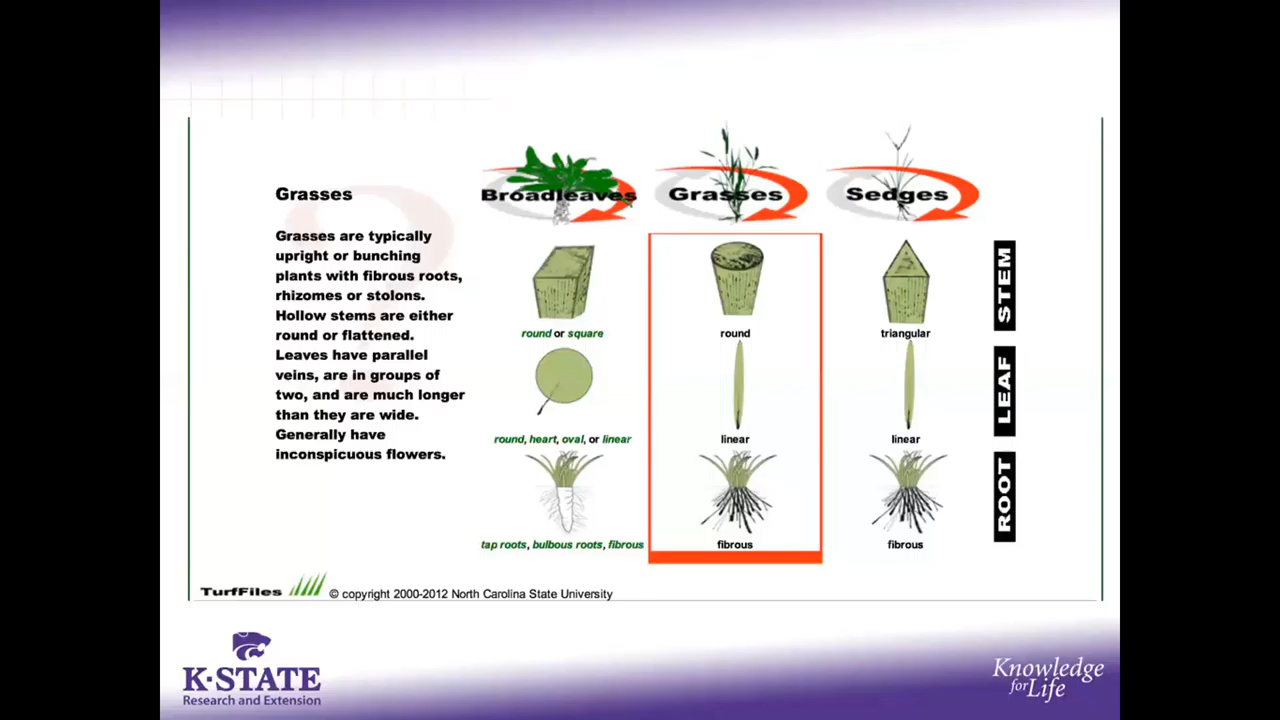 Grasses
Grasses are typically
upright or bunching
plants with fibrous roots,
rhizomes or stolons.
Hollow stems are either
round or flattened.
Leaves have parallel
veins, are in groups of
two, and are much longer
than they are wide.
Generally have
inconspicuous flowers.
Broadleaves
Grasses
Sedges
round or square
round
triangular
STEM
round, heart, oval, or linear
linear
linear
LEAF
tap roots, bulbous roots, fibrous
fibrous
fibrous
ROOT
TurfFiles © copyright 2000-2012 North Carolina State University
K-STATE
Research and Extension
Knowledge
for Life